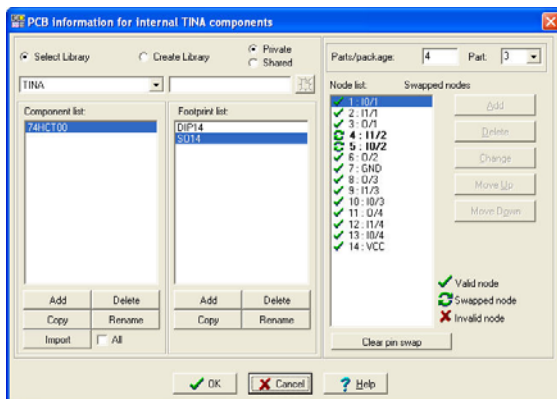 PCB information for internal TINA components
Select Library
Create Library
Private
Shared
TINA
Component list:
74HCT00
Footprint list:
DIP14
SO14
Add
Delete
Copy
Rename
Import
All
Add
Delete
Copy
Rename
Parts/package:
4
Part:
3
Node list:
Swapped nodes
1 : I0/1
2 : I1/1
3 : O/1
4 : I1/2
5 : I0/2
6 : O/2
7 : GND
8 : O/3
9 : I1/3
10 : I0/3
11 : O/4
12 : I1/4
13 : I0/4
14 : VCC
Add
Delete
Change
Move Up
Move Down
Valid node
Swapped node
Invalid node
Clear pin swap
OK
Cancel
? Help